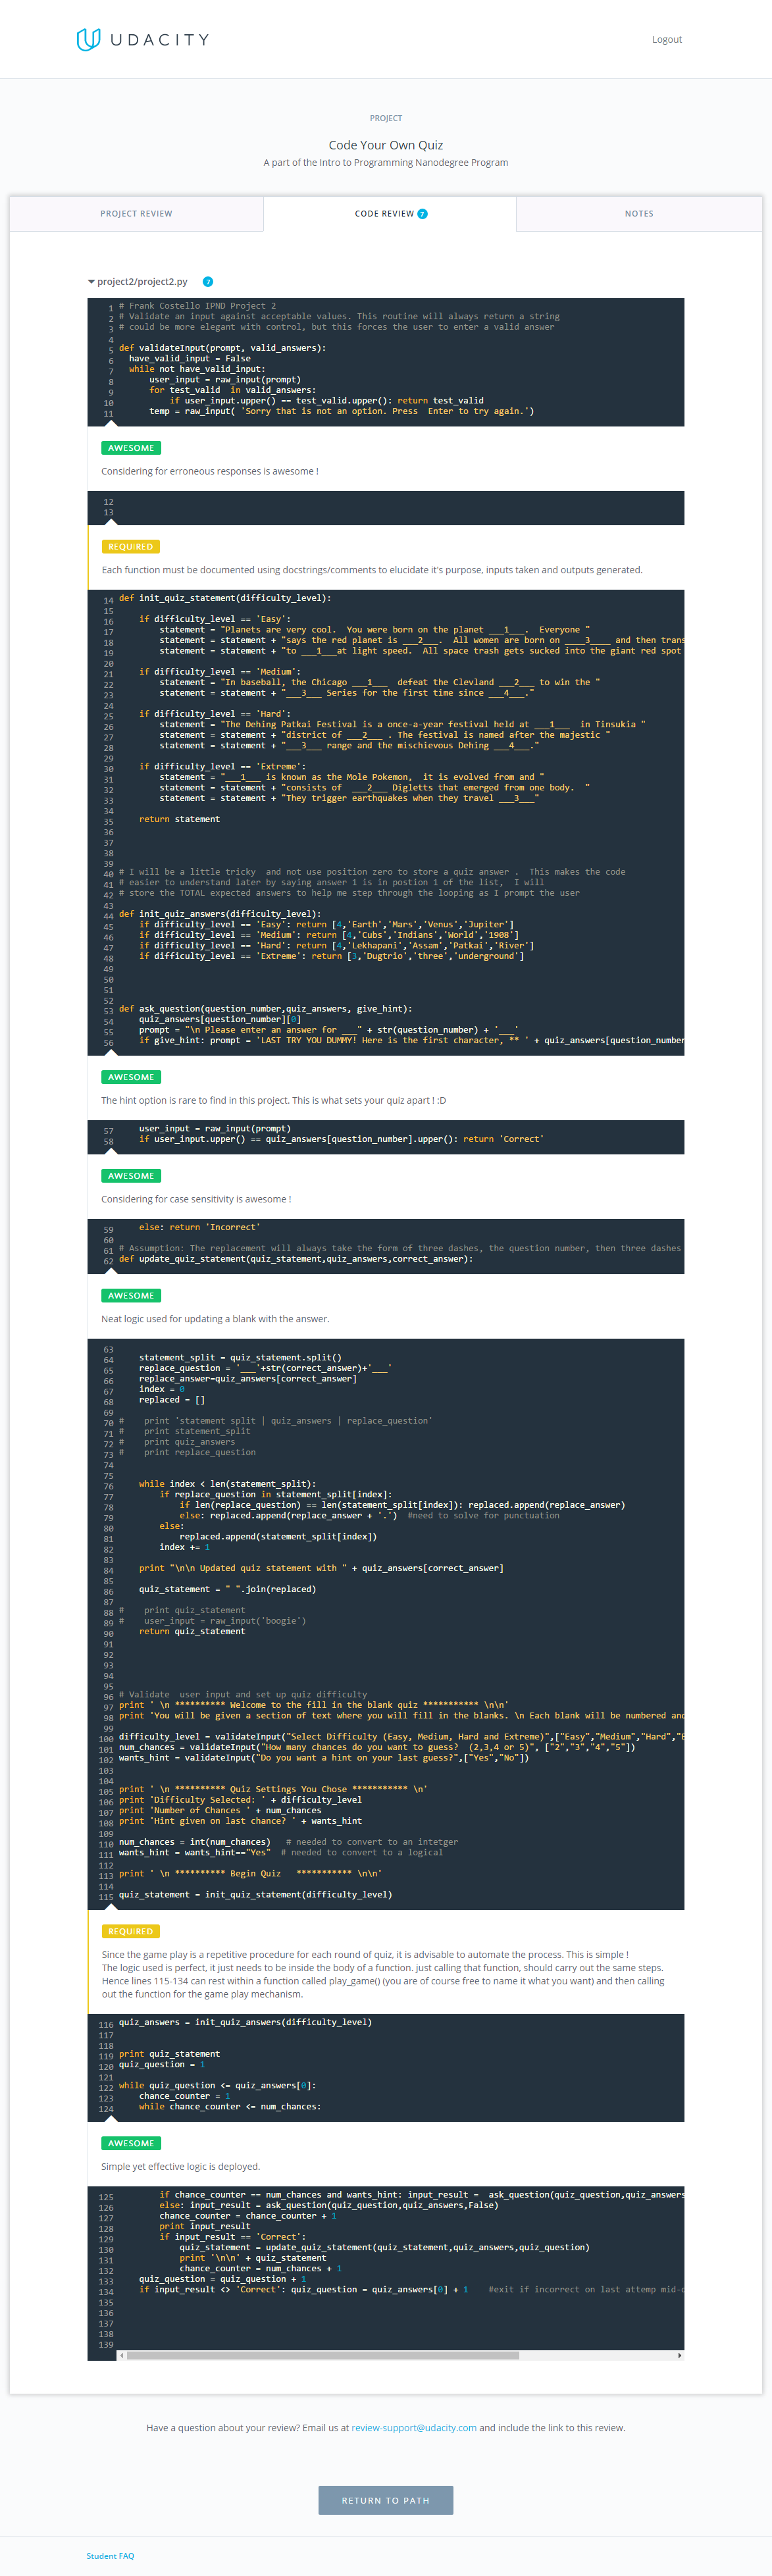 UDACITY
Logout
PROJECT
Code Your Own Quiz
A part of the Intro to Programming Nanodegree Program
PROJECT REVIEW
CODE REVIEW 7
NOTES
project2/project2.py 7
1 # Frank Costello IPND Project 2
2 # Validate an input against acceptable values. This routine will always return a string
3 # could be more elegant with control, but this forces the user to enter a valid answer
4
5 def validateInput(prompt, valid_answers):
6 have_valid_input = False
7 while not have_valid_input:
8 user_input = raw_input(prompt)
9 for test_valid  in valid_answers:
10 if user_input.upper() == test_valid.upper(): return test_valid
11 temp = raw_input( 'Sorry that is not an option. Press  Enter to try again.')
AWESOME
Considering for erroneous responses is awesome !
12
13
REQUIRED
Each function must be documented using docstrings/comments to elucidate it's purpose, inputs taken and outputs generated.
14 def init_quiz_statement(difficulty_level):
15
16 if difficulty_level == 'Easy':
17 statement = "Planets are very cool.  You were born on the planet ___1___.  Everyone "
18 statement = statement + "says the red planet is ___2___.  All women are born on ____3____ and then trans
19 statement = statement + "to ___1___at light speed.  All space trash gets sucked into the giant red spot
20
21 if difficulty_level == 'Medium':
22 statement = "In baseball, the Chicago ___1___  defeat the Clevland ___2___ to win the "
23 statement = statement + "___3___ Series for the first time since ___4___."
24
25 if difficulty_level == 'Hard':
26 statement = "The Dehing Patkai Festival is a once-a-year festival held at ___1___  in Tinsukia "
27 statement = statement + "district of ___2___ . The festival is named after the majestic "
28 statement = statement + "___3___ range and the mischievous Dehing ___4___."
29
30 if difficulty_level == 'Extreme':
31 statement = "___1___ is known as the Mole Pokemon,  it is evolved from and "
32 statement = statement + "consists of  ___2___ Digletts that emerged from one body.  "
33 statement = statement + "They trigger earthquakes when they travel ___3___"
34
35 return statement
36
37
38
39
40 # I will be a little tricky  and not use position zero to store a quiz answer .  This makes the code
41 # easier to understand later by saying answer 1 is in postion 1 of the list,  I will
42 # store the TOTAL expected answers to help me step through the looping as I prompt the user
43
44 def init_quiz_answers(difficulty_level):
45 if difficulty_level == 'Easy': return [4,'Earth','Mars','Venus','Jupiter']
46 if difficulty_level == 'Medium': return [4,'Cubs','Indians','World','1908']
47 if difficulty_level == 'Hard': return [4,'Lekhapani','Assam','Patkai','River']
48 if difficulty_level == 'Extreme': return [3,'Dugtrio','three','underground']
49
50
51
52
53 def ask_question(question_number,quiz_answers, give_hint):
54 quiz_answers[question_number][0]
55 prompt = "\n Please enter an answer for ___" + str(question_number) + '___'
56 if give_hint: prompt = 'LAST TRY YOU DUMMY! Here is the first character, ** ' + quiz_answers[question_number
AWESOME
The hint option is rare to find in this project. This is what sets your quiz apart ! :D
57 user_input = raw_input(prompt)
58 if user_input.upper() == quiz_answers[question_number].upper(): return 'Correct'
AWESOME
Considering for case sensitivity is awesome !
59 else: return 'Incorrect'
60
61 # Assumption: The replacement will always take the form of three dashes, the question number, then three dashes
62 def update_quiz_statement(quiz_statement,quiz_answers,correct_answer):
AWESOME
Neat logic used for updating a blank with the answer.
63
64 statement_split = quiz_statement.split()
65 replace_question = '___'+str(correct_answer)+'___'
66 replace_answer=quiz_answers[correct_answer]
67 index = 0
68 replaced = []
69
70 #    print 'statement split | quiz_answers | replace_question'
71 #    print statement_split
72 #    print quiz_answers
73 #    print replace_question
74
75
76 while index < len(statement_split):
77 if replace_question in statement_split[index]:
78 if len(replace_question) == len(statement_split[index]): replaced.append(replace_answer)
79 else: replaced.append(replace_answer + '.')  #need to solve for punctuation
80 else:
81 replaced.append(statement_split[index])
82 index += 1
83
84 print "\n\n Updated quiz statement with " + quiz_answers[correct_answer]
85
86 quiz_statement = " ".join(replaced)
87
88 #    print quiz_statement
89 #    user_input = raw_input('boogie')
90 return quiz_statement
91
92
93
94
95
96 # Validate  user input and set up quiz difficulty
97 print ' \n ********** Welcome to the fill in the blank quiz *********** \n\n'
98 print 'You will be given a section of text where you will fill in the blanks. \n Each blank will be numbered and
99
100 difficulty_level = validateInput("Select Difficulty (Easy, Medium, Hard and Extreme)",["Easy","Medium","Hard","E
101 num_chances = validateInput("How many chances do you want to guess?  (2,3,4 or 5)", ["2","3","4","5"])
102 wants_hint = validateInput("Do you want a hint on your last guess?",["Yes","No"])
103
104
105 print ' \n ********** Quiz Settings You Chose *********** \n'
106 print 'Difficulty Selected: ' + difficulty_level
107 print 'Number of Chances ' + num_chances
108 print 'Hint given on last chance? ' + wants_hint
109
110 num_chances = int(num_chances)   # needed to convert to an intetger
111 wants_hint = wants_hint=="Yes"  # needed to convert to a logical
112
113 print ' \n ********** Begin Quiz   *********** \n\n'
114
115 quiz_statement = init_quiz_statement(difficulty_level)
REQUIRED
Since the game play is a repetitive procedure for each round of quiz, it is advisable to automate the process. This is simple !
The logic used is perfect, it just needs to be inside the body of a function. just calling that function, should carry out the same steps.
Hence lines 115-134 can rest within a function called play_game() (you are of course free to name it what you want) and then calling
out the function for the game play mechanism.
116 quiz_answers = init_quiz_answers(difficulty_level)
117
118
119 print quiz_statement
120 quiz_question = 1
121
122 while quiz_question <= quiz_answers[0]:
123 chance_counter = 1
124 while chance_counter <= num_chances:
AWESOME
Simple yet effective logic is deployed.
125 if chance_counter == num_chances and wants_hint: input_result =  ask_question(quiz_question,quiz_answers
126 else: input_result = ask_question(quiz_question,quiz_answers,False)
127 chance_counter = chance_counter + 1
128 print input_result
129 if input_result == 'Correct':
130 quiz_statement = update_quiz_statement(quiz_statement,quiz_answers,quiz_question)
131 print '\n\n' + quiz_statement
132 chance_counter = num_chances + 1
133 quiz_question = quiz_question + 1
134 if input_result <> 'Correct': quiz_question = quiz_answers[0] + 1    #exit if incorrect on last attemp mid-q
135
136
137
138
139
Have a question about your review? Email us at review-support@udacity.com and include the link to this review.
RETURN TO PATH
Student FAQ